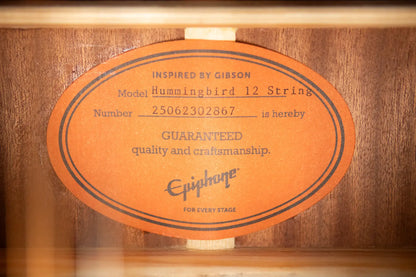 INSPIRED BY GIBSON
Model Hummingbird 12 String
Number 25062302867 is hereby
GUARANTEED
quality and craftsmanship.
Epiphone
FOR EVERY STAGE